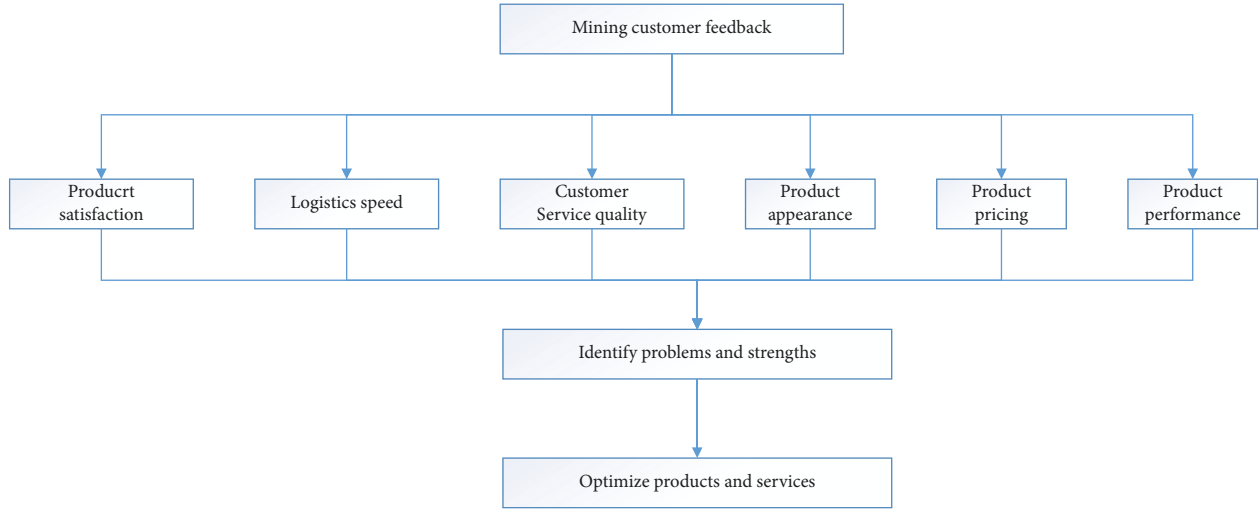 Mining customer feedback
Producrt
satisfaction
Logistics speed
Customer
Service quality
Product
appearance
Product
pricing
Product
performance
Identify problems and strengths
Optimize products and services